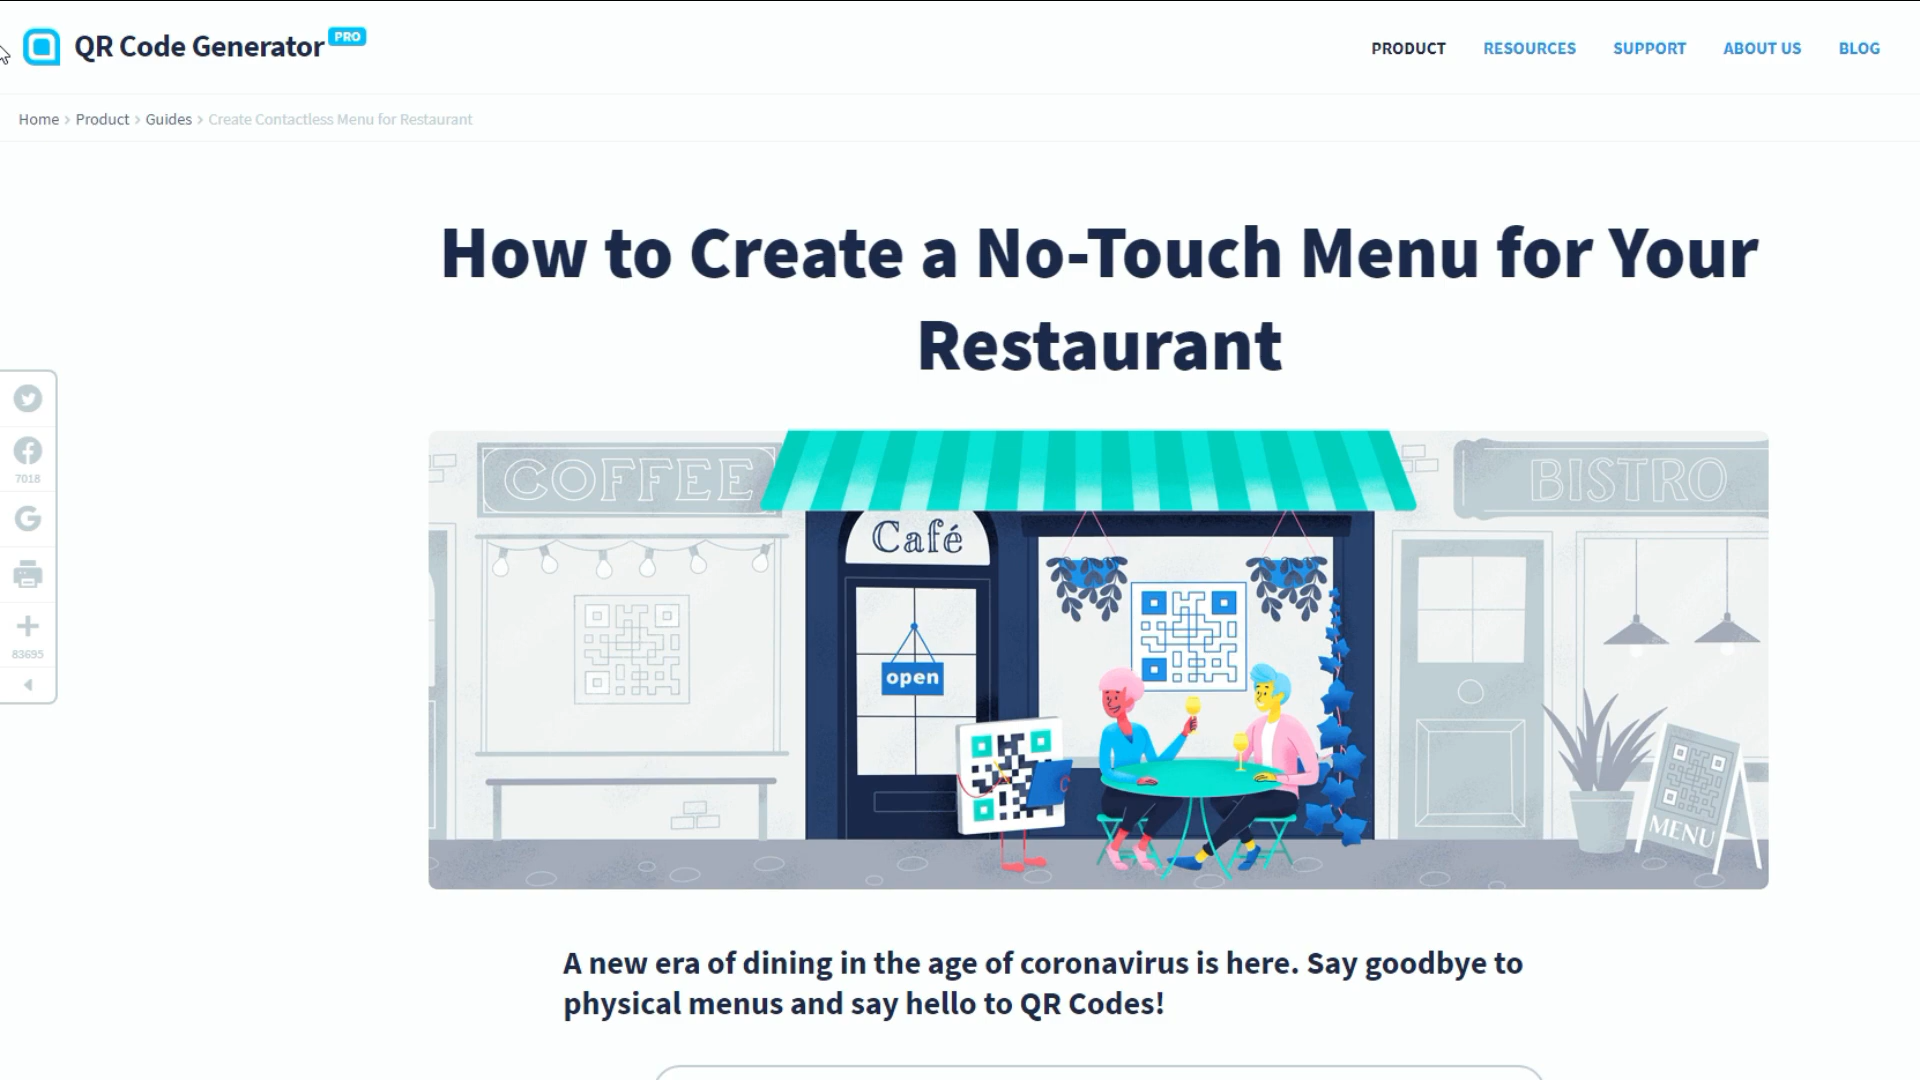 QR Code Generator PRO
PRODUCT RESOURCES SUPPORT ABOUT US BLOG
Home > Product > Guides > Create Contactless Menu for Restaurant
How to Create a No-Touch Menu for Your
Restaurant
7018
83695
COFFEE
BISTRO
Café
open
MENU
A new era of dining in the age of coronavirus is here. Say goodbye to
physical menus and say hello to QR Codes!